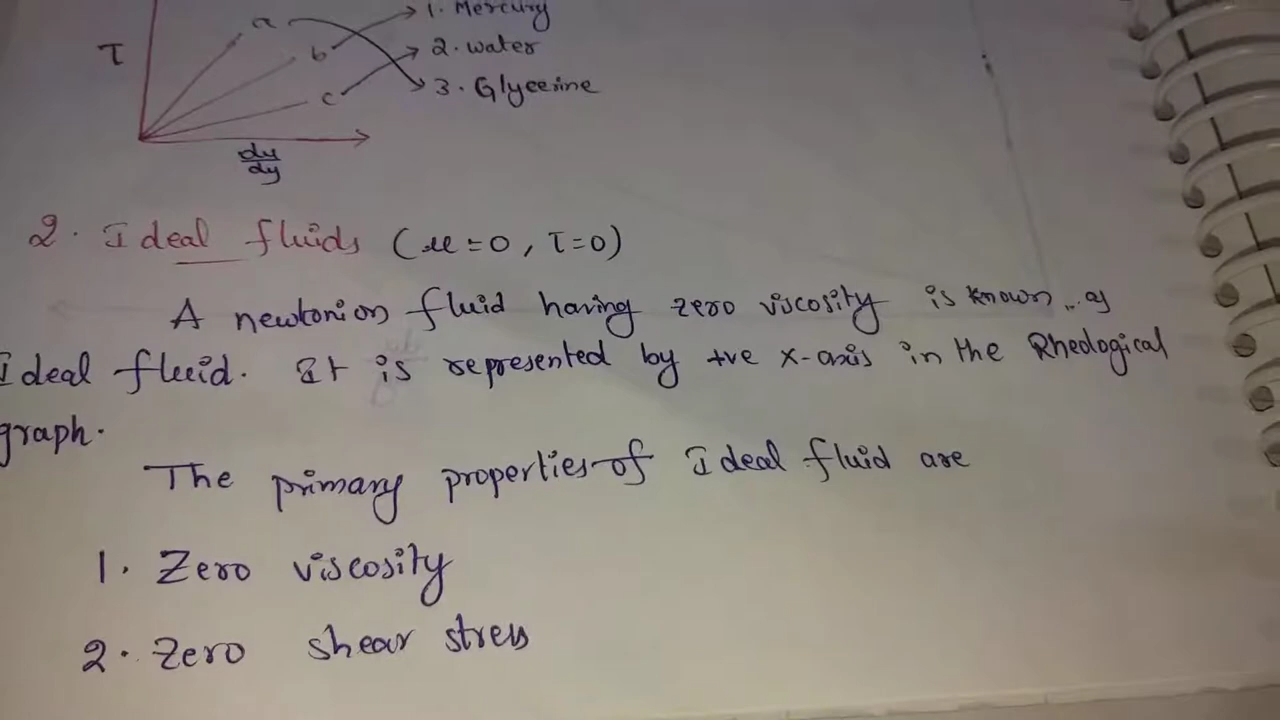 a 1. Mercury
τ b 2. water
c 3. Glycerine
du
dy
2. Ideal fluids (μ=0, τ=0)
A newtonion fluid having zero viscosity is known as
Ideal fluid. It is represented by +ve x-axis in the Rheological
graph.
The primary properties of Ideal fluid are
1. Zero viscosity
2. Zero shear stress